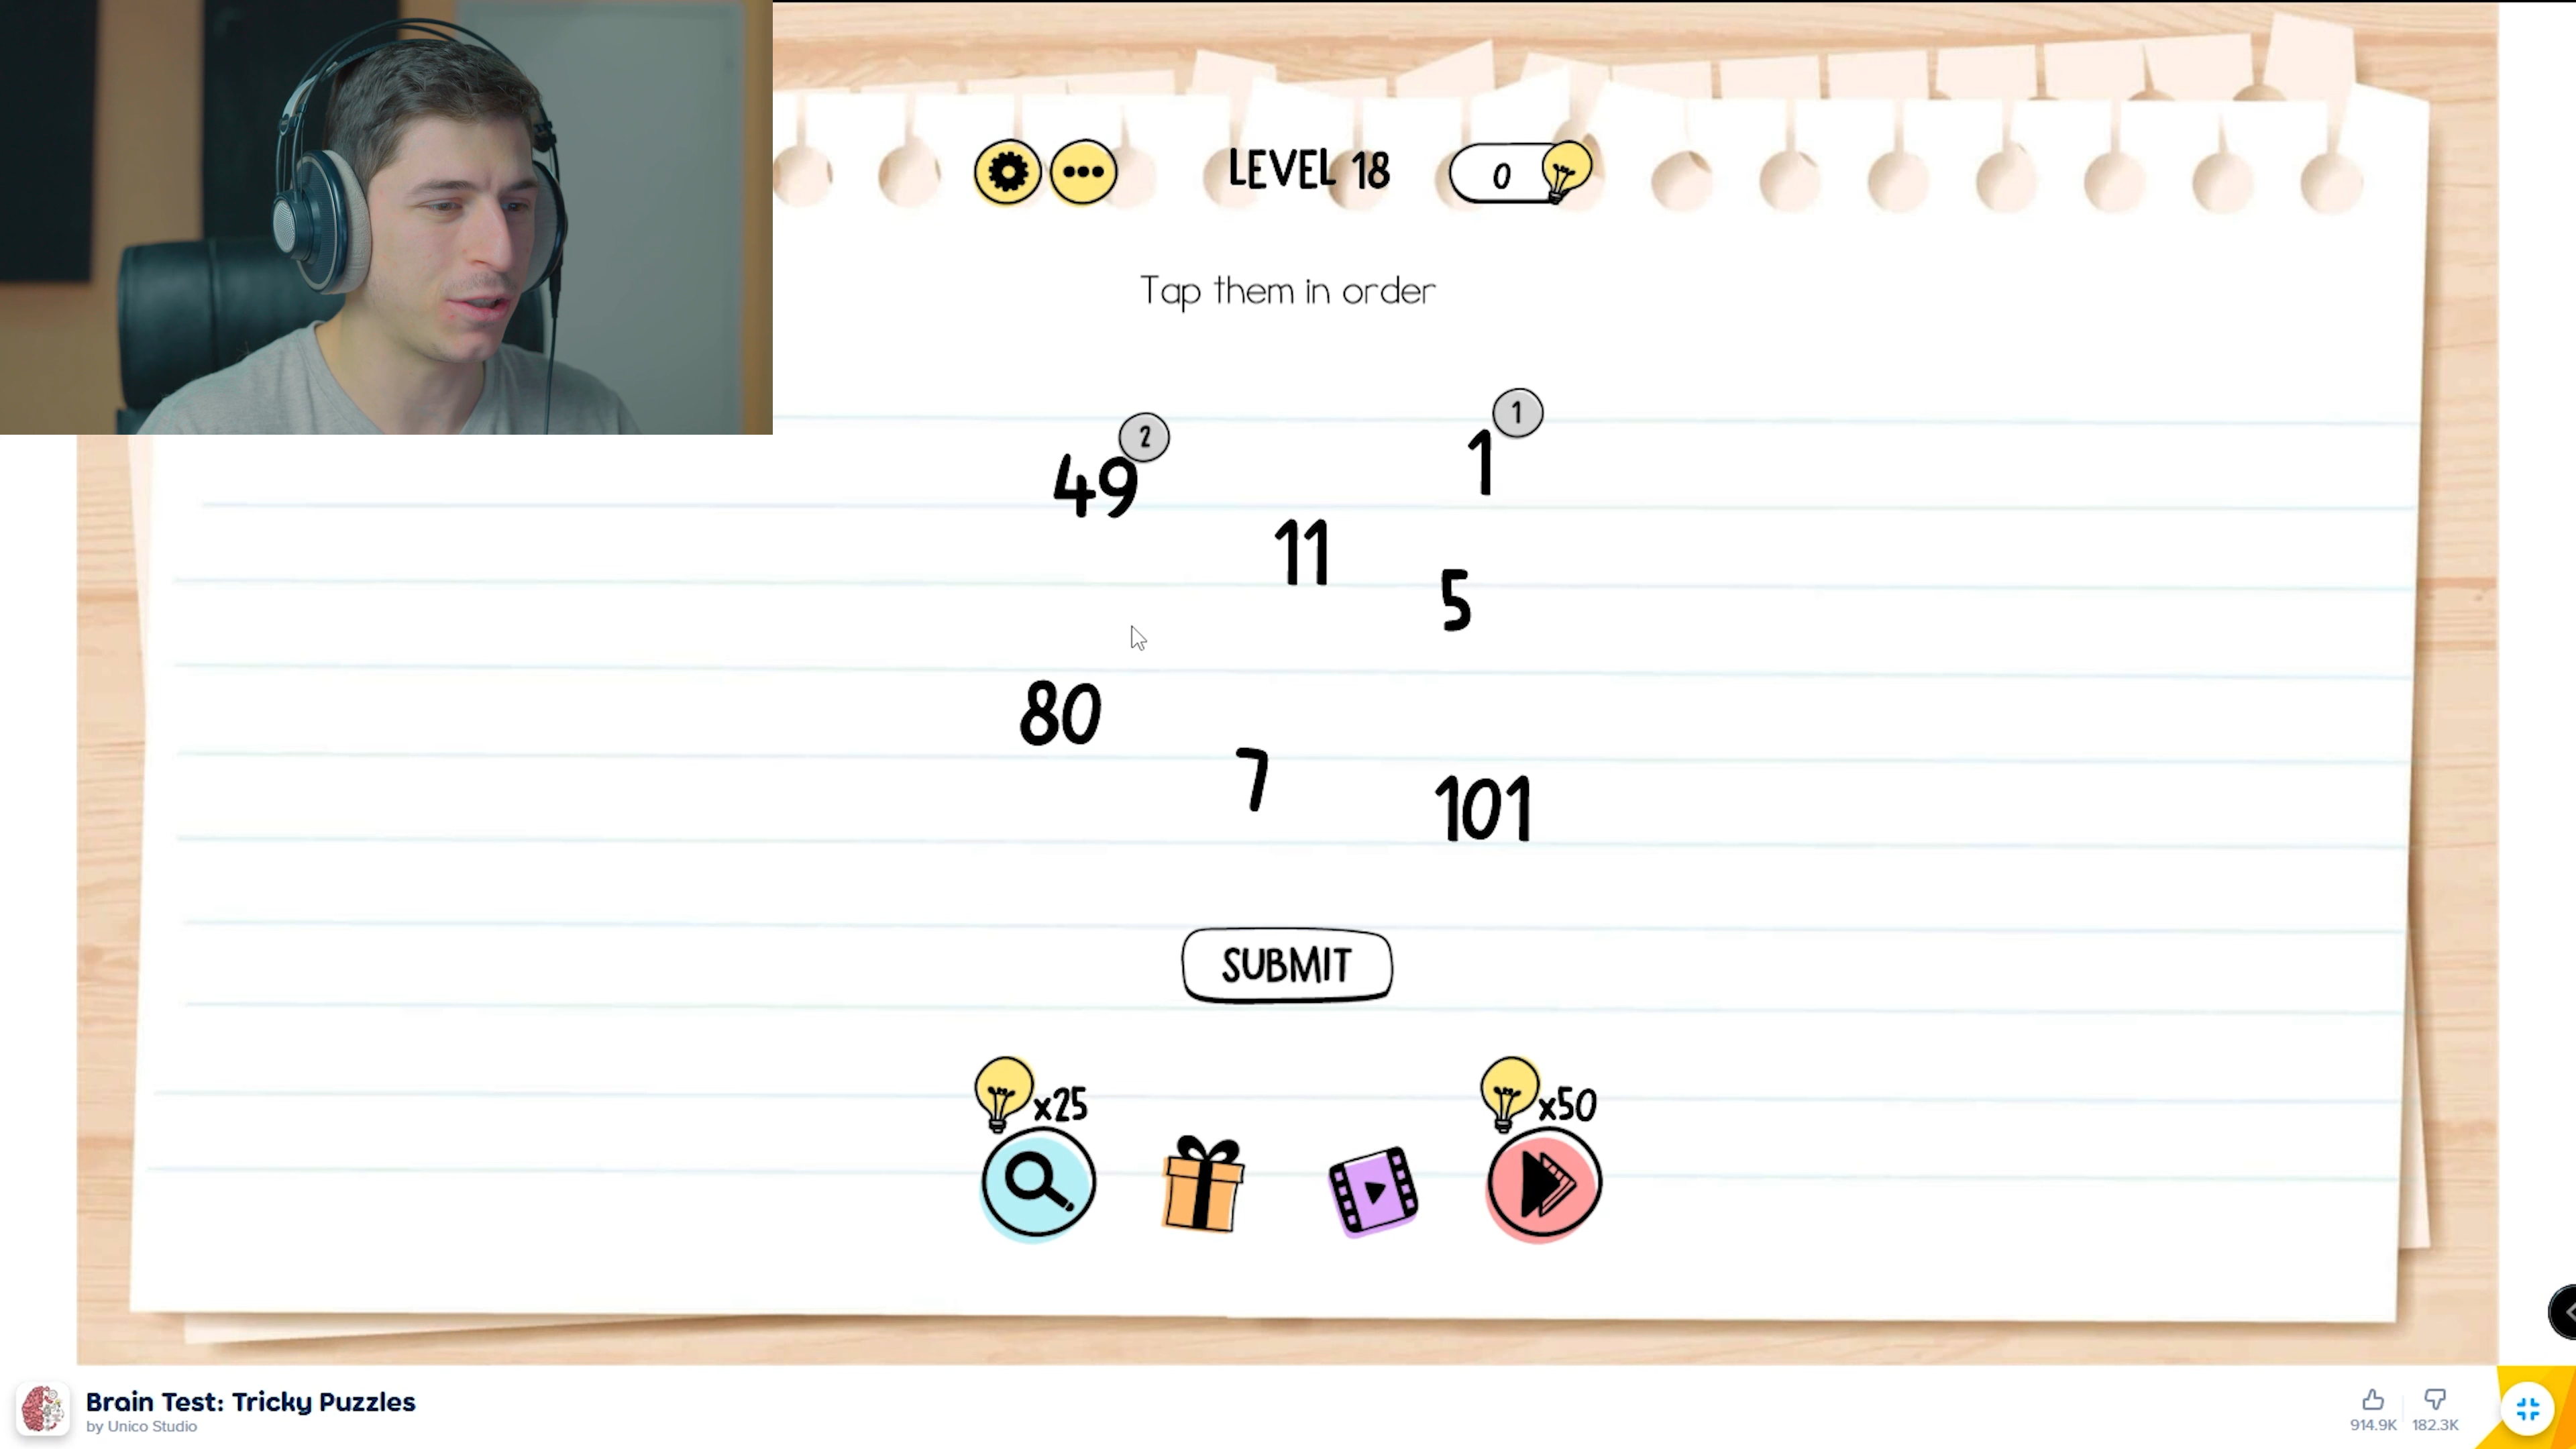 LEVEL 18
0
Tap them in order
2
1
49
1
11
5
80
7
101
SUBMIT
x25
x50
Brain Test: Tricky Puzzles
by Unico Studio
914.9K
182.3K